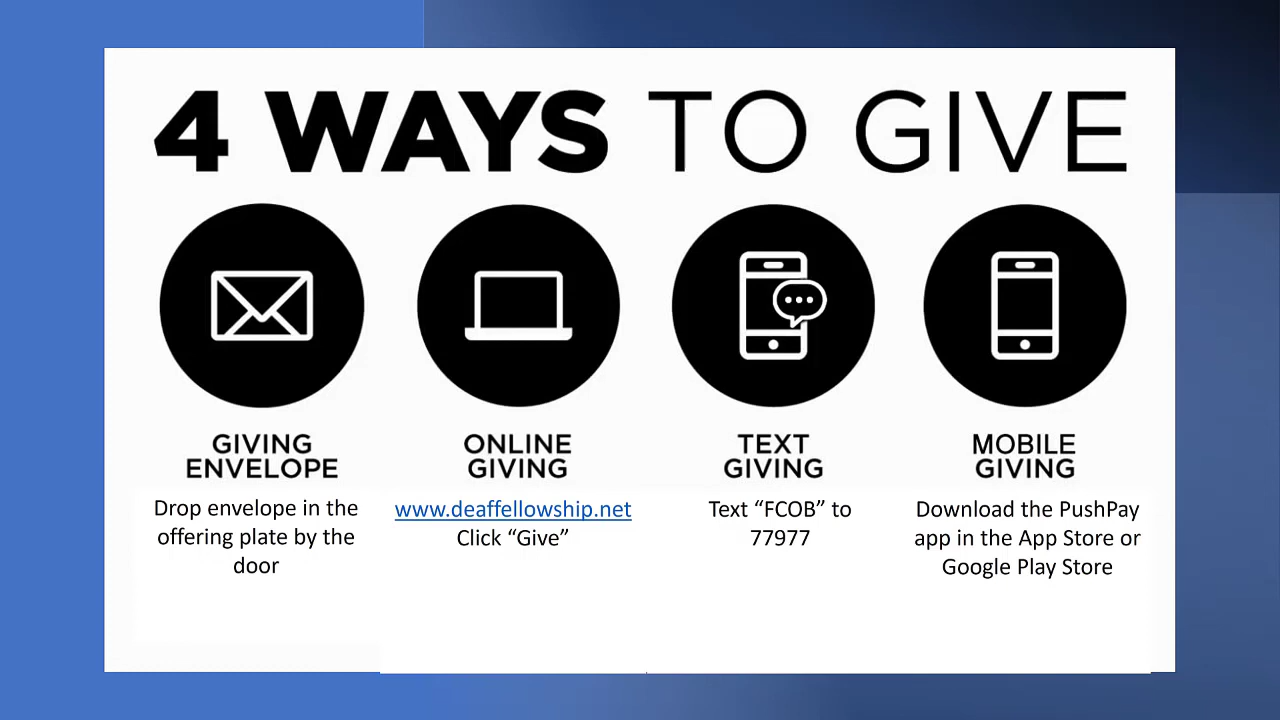 4 WAYS TO GIVE
GIVING
ENVELOPE
Drop envelope in the
offering plate by the
door
ONLINE
GIVING
www.deaffellowship.net
Click “Give”
TEXT
GIVING
Text “FCOB” to
77977
MOBILE
GIVING
Download the PushPay
app in the App Store or
Google Play Store